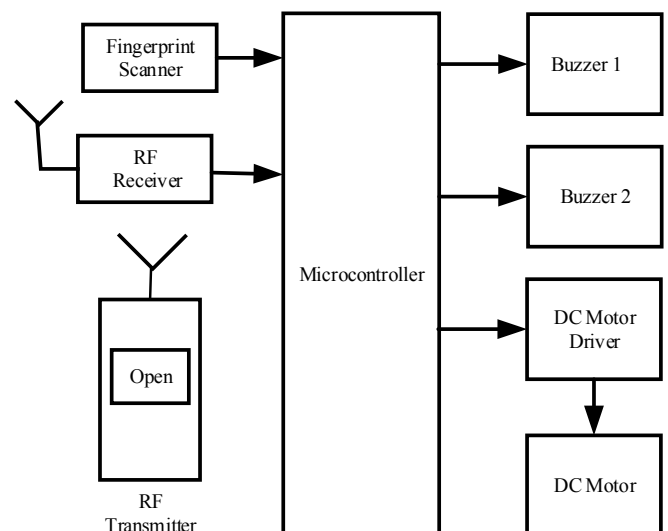 Fingerprint
Scanner
RF
Receiver
Open
RF
Transmitter
Microcontroller
Buzzer 1
Buzzer 2
DC Motor
Driver
DC Motor